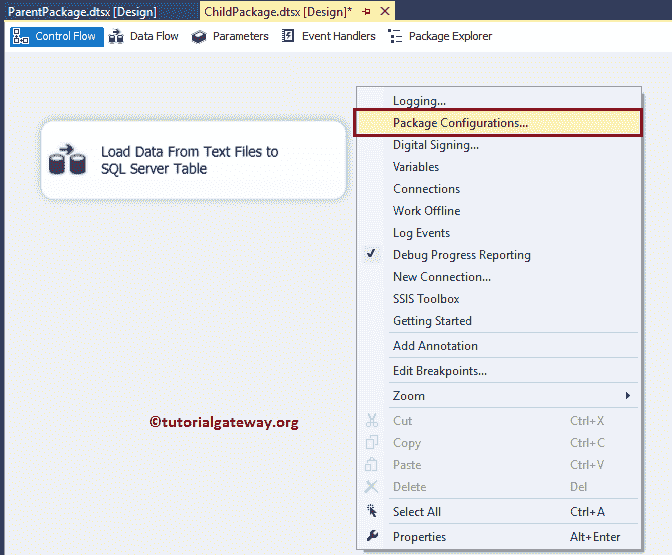 ParentPackage.dtsx [Design]
ChildPackage.dtsx [Design]*
Control Flow
Data Flow
Parameters
Event Handlers
Package Explorer
Load Data From Text Files to
SQL Server Table
©tutorialgateway.org
Logging...
Package Configurations...
Digital Signing...
Variables
Connections
Work Offline
Log Events
Debug Progress Reporting
New Connection...
SSIS Toolbox
Getting Started
Add Annotation
Edit Breakpoints...
Zoom
Cut Ctrl+X
Copy Ctrl+C
Paste Ctrl+V
Delete Del
Select All Ctrl+A
Properties Alt+Enter